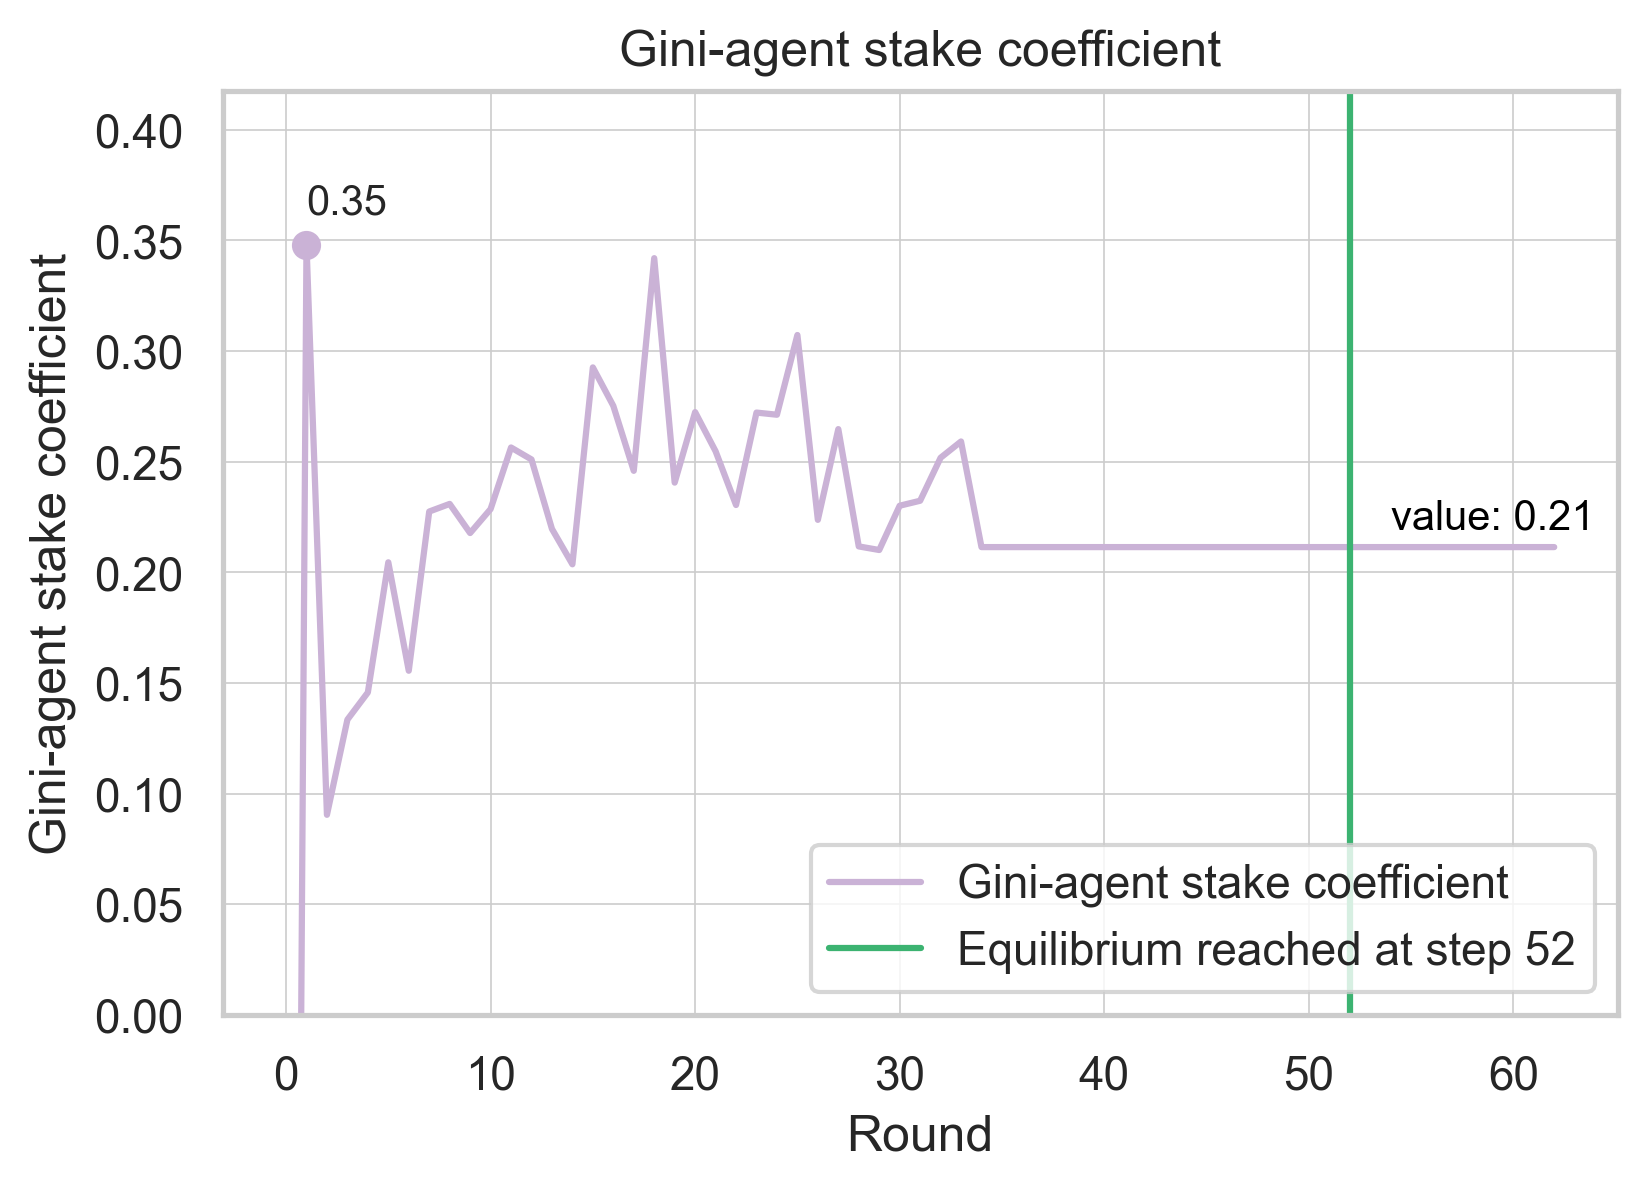 Gini-agent stake coefficient
Gini-agent stake coefficient
0.40
0.35
0.30
0.25
0.20
0.15
0.10
0.05
0.00
0.35
value: 0.21
Gini-agent stake coefficient
Equilibrium reached at step 52
0 10 20 30 40 50 60
Round